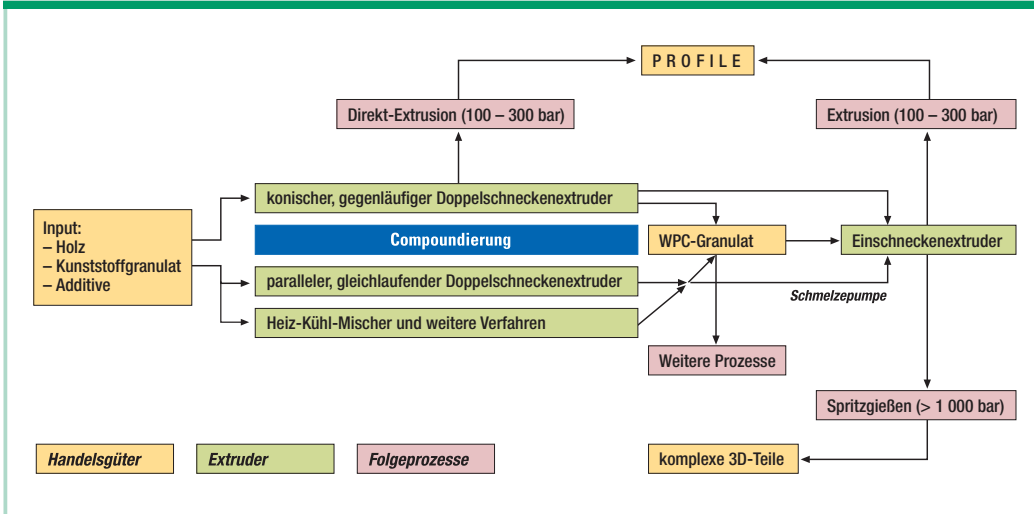 PROFILE
Direkt-Extrusion (100 – 300 bar)
Extrusion (100 – 300 bar)
konischer, gegenläufiger Doppelschneckenextruder
Input:
– Holz
– Kunststoffgranulat
– Additive
Compoundierung
WPC-Granulat
Einschneckenextruder
paralleler, gleichlaufender Doppelschneckenextruder
Schmelzepumpe
Heiz-Kühl-Mischer und weitere Verfahren
Weitere Prozesse
Spritzgießen (> 1 000 bar)
Handelsgüter
Extruder
Folgeprozesse
komplexe 3D-Teile